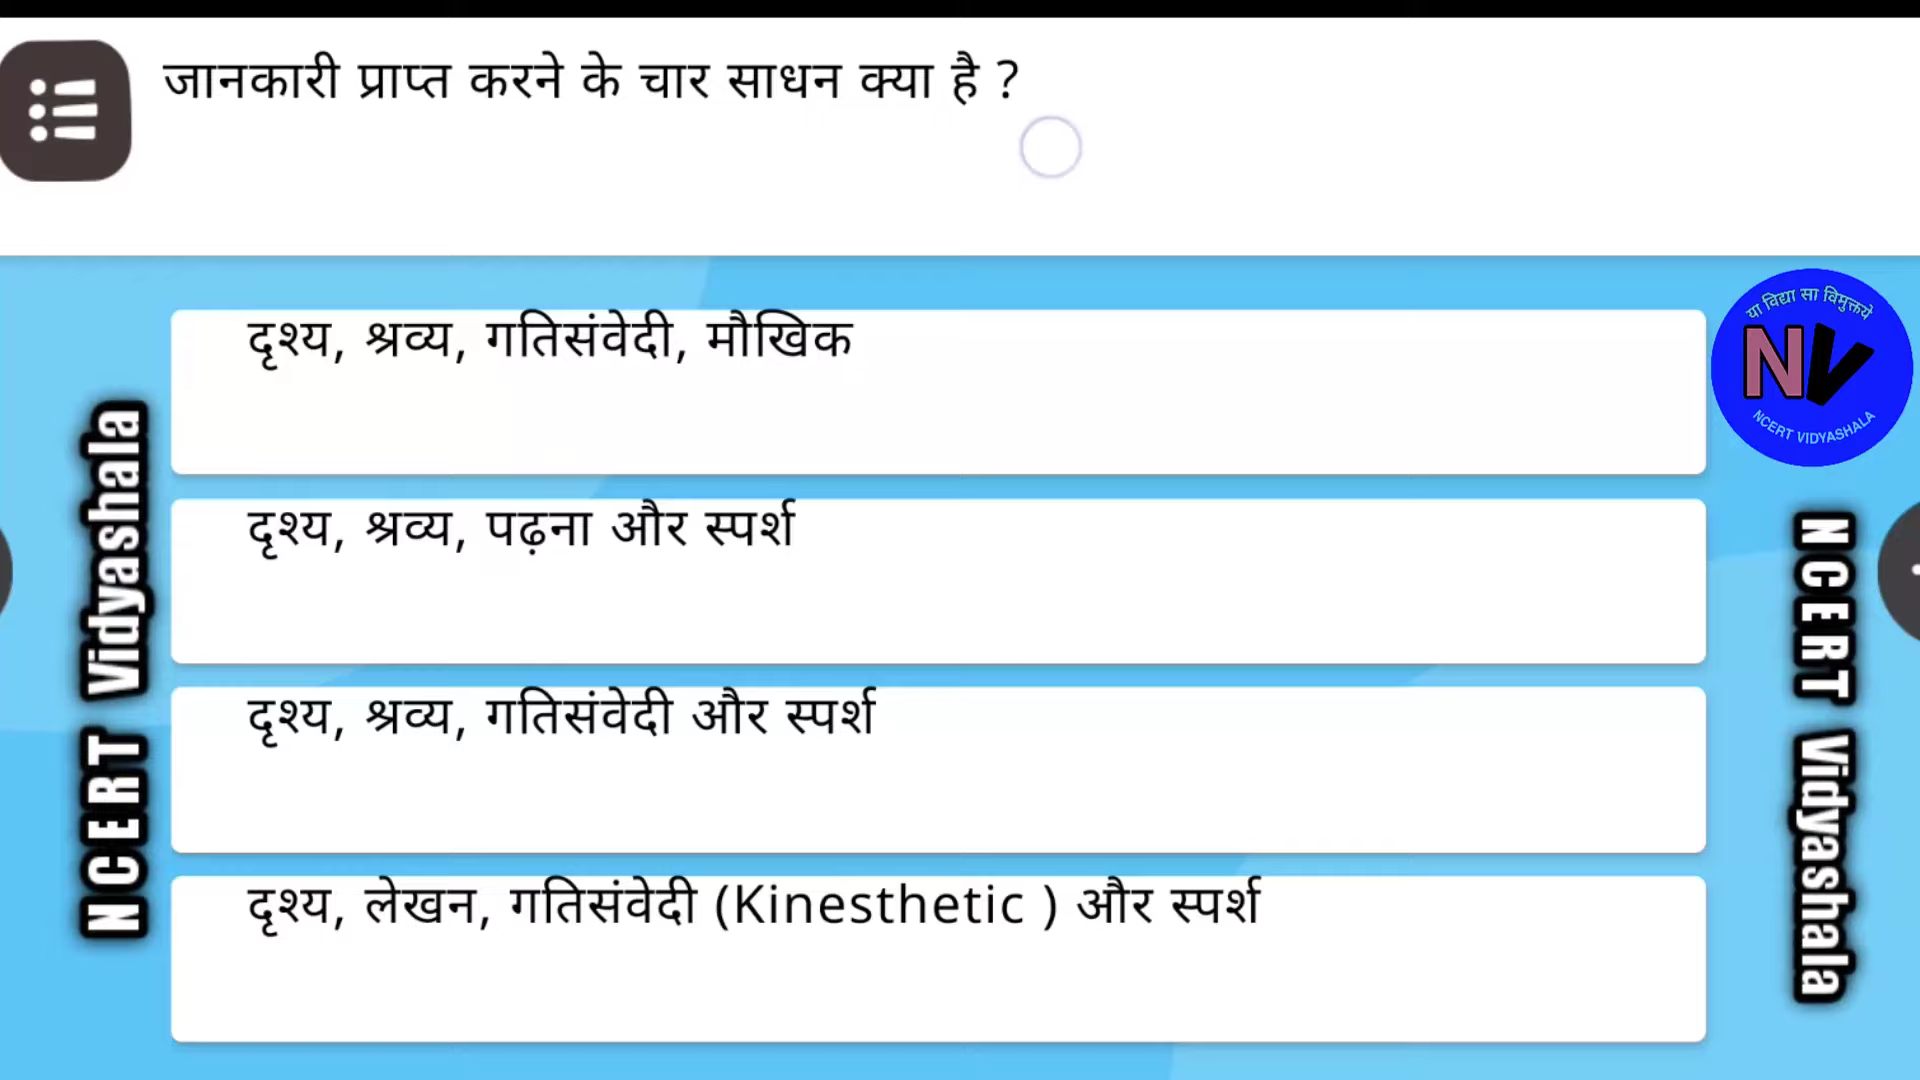 जानकारी प्राप्त करने के चार साधन क्या है ?
दृश्य, श्रव्य, गतिसंवेदी, मौखिक
दृश्य, श्रव्य, पढ़ना और स्पर्श
दृश्य, श्रव्य, गतिसंवेदी और स्पर्श
दृश्य, लेखन, गतिसंवेदी (Kinesthetic ) और स्पर्श
NCERT Vidyashala
या विद्या सा विमुक्तये
NV
NCERT VIDYASHALA
NCERT Vidyashala